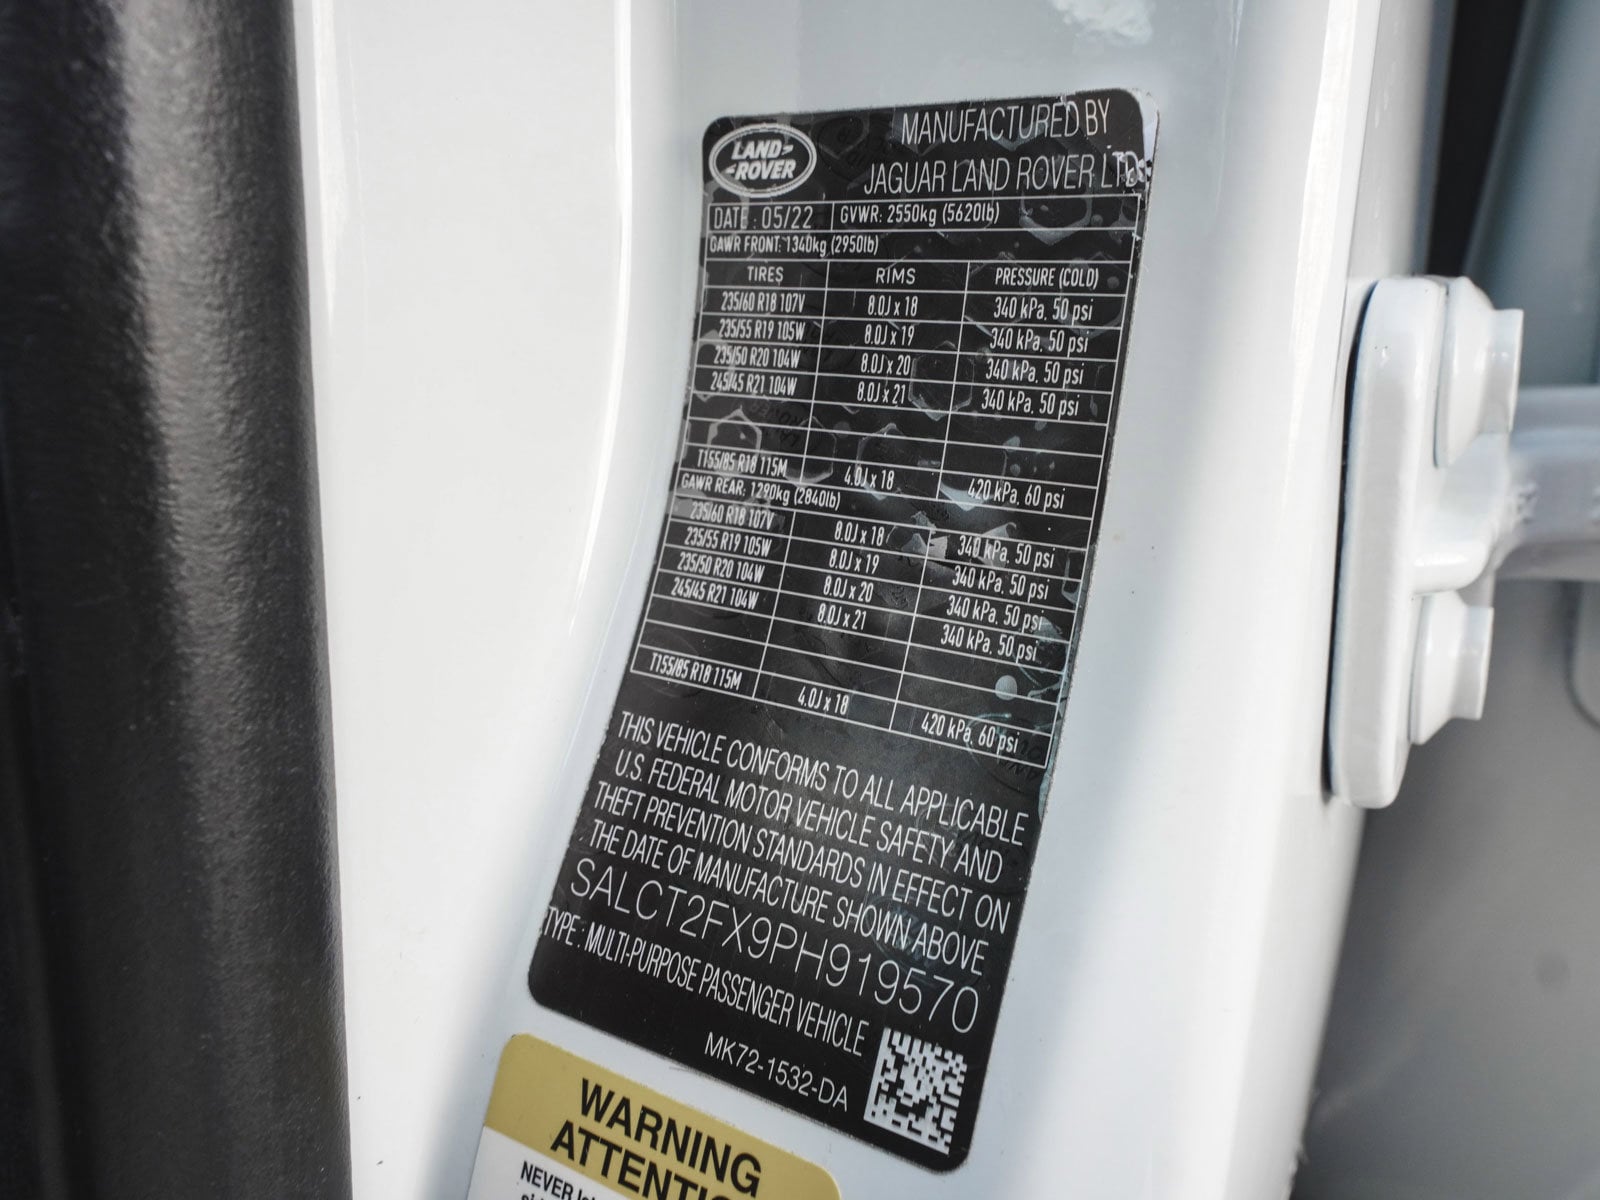 LAND-
-ROVER
MANUFACTURED BY
JAGUAR LAND ROVER LTD
DATE : 05/22 GVWR: 2550kg (5620lb)
GAWR FRONT: 1340kg (2950lb)
TIRES RIMS PRESSURE (COLD)
235/60 R18 107V 8.0J x 18 340 kPa, 50 psi
235/55 R19 105W 8.0J x 19 340 kPa, 50 psi
235/50 R20 104W 8.0J x 20 340 kPa, 50 psi
245/45 R21 104W 8.0J x 21 340 kPa, 50 psi
T155/85 R18 115M 4.0J x 18 420 kPa, 60 psi
GAWR REAR: 1290kg (2840lb)
235/60 R18 107V 8.0J x 18 340 kPa, 50 psi
235/55 R19 105W 8.0J x 19 340 kPa, 50 psi
235/50 R20 104W 8.0J x 20 340 kPa, 50 psi
245/45 R21 104W 8.0J x 21 340 kPa, 50 psi
T155/85 R18 115M 4.0J x 18 420 kPa, 60 psi
THIS VEHICLE CONFORMS TO ALL APPLICABLE
U.S. FEDERAL MOTOR VEHICLE SAFETY AND
THEFT PREVENTION STANDARDS IN EFFECT ON
THE DATE OF MANUFACTURE SHOWN ABOVE
SALCT2FX9PH919570
TYPE : MULTI-PURPOSE PASSENGER VEHICLE
MK72-1532-DA
WARNING
ATTENTIO
NEVER